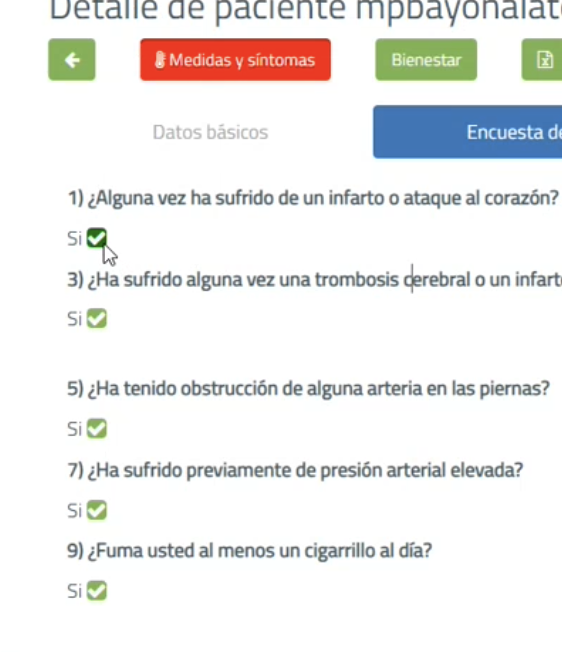 Detalle de paciente
Medidas y síntomas
Bienestar
Datos básicos
Encuesta
1) ¿Alguna vez ha sufrido de un infarto o ataque al corazón?
Si
3) ¿Ha sufrido alguna vez una trombosis cerebral o un
Si
5) ¿Ha tenido obstrucción de alguna arteria en las piernas?
Si
7) ¿Ha sufrido previamente de presión arterial elevada?
Si
9) ¿Fuma usted al menos un cigarrillo al día?
Si